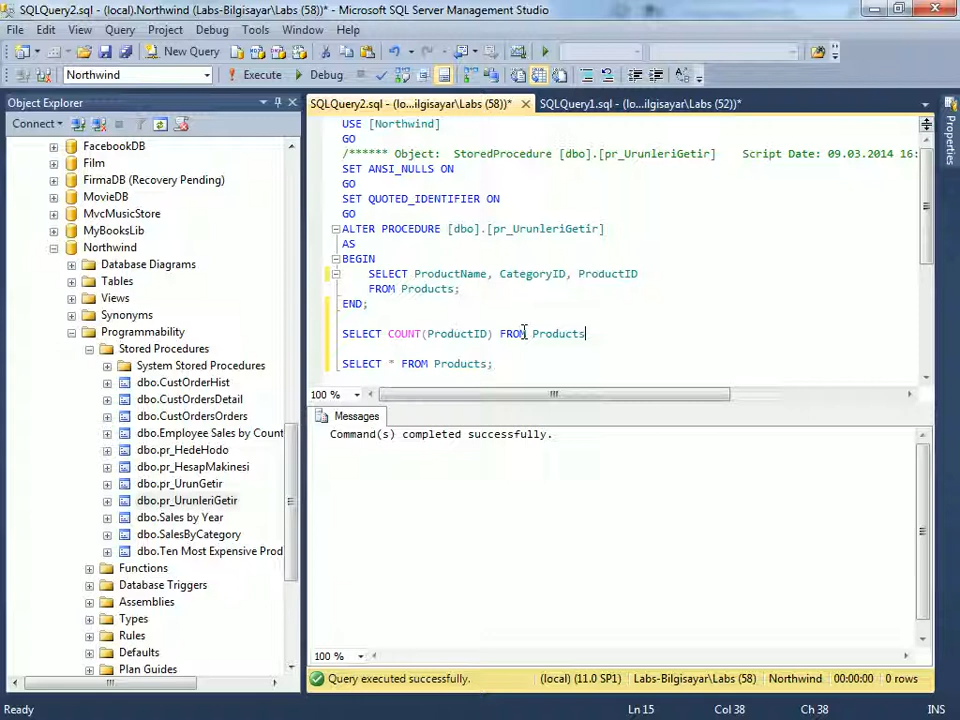 SQLQuery2.sql - (local).Northwind (Labs-Bilgisayar\Labs (58))* - Microsoft SQL Server Management Studio
File Edit View Query Project Debug Tools Window Help
New Query
Northwind Execute Debug
Object Explorer
Connect
FacebookDB
Film
FirmaDB (Recovery Pending)
MovieDB
MvcMusicStore
MyBooksLib
Northwind
Database Diagrams
Tables
Views
Synonyms
Programmability
Stored Procedures
System Stored Procedures
dbo.CustOrderHist
dbo.CustOrdersDetail
dbo.CustOrdersOrders
dbo.Employee Sales by Count
dbo.pr_HedeHodo
dbo.pr_HesapMakinesi
dbo.pr_UrunGetir
dbo.pr_UrunleriGetir
dbo.Sales by Year
dbo.SalesByCategory
dbo.Ten Most Expensive Prod
Functions
Database Triggers
Assemblies
Types
Rules
Defaults
Plan Guides
SQLQuery2.sql - (lo...ilgisayar\Labs (58))* SQLQuery1.sql - (lo...ilgisayar\Labs (52))*
USE [Northwind]
GO
/****** Object:  StoredProcedure [dbo].[pr_UrunleriGetir]    Script Date: 09.03.2014 16:
SET ANSI_NULLS ON
GO
SET QUOTED_IDENTIFIER ON
GO
ALTER PROCEDURE [dbo].[pr_UrunleriGetir]
AS
BEGIN
SELECT ProductName, CategoryID, ProductID
FROM Products;
END;
SELECT COUNT(ProductID) FROM Products
SELECT * FROM Products;
100 %
Messages
Command(s) completed successfully.
100 %
Query executed successfully. (local) (11.0 SP1) Labs-Bilgisayar\Labs (58) Northwind 00:00:00 0 rows
Properties
Ready Ln 15 Col 38 Ch 38 INS